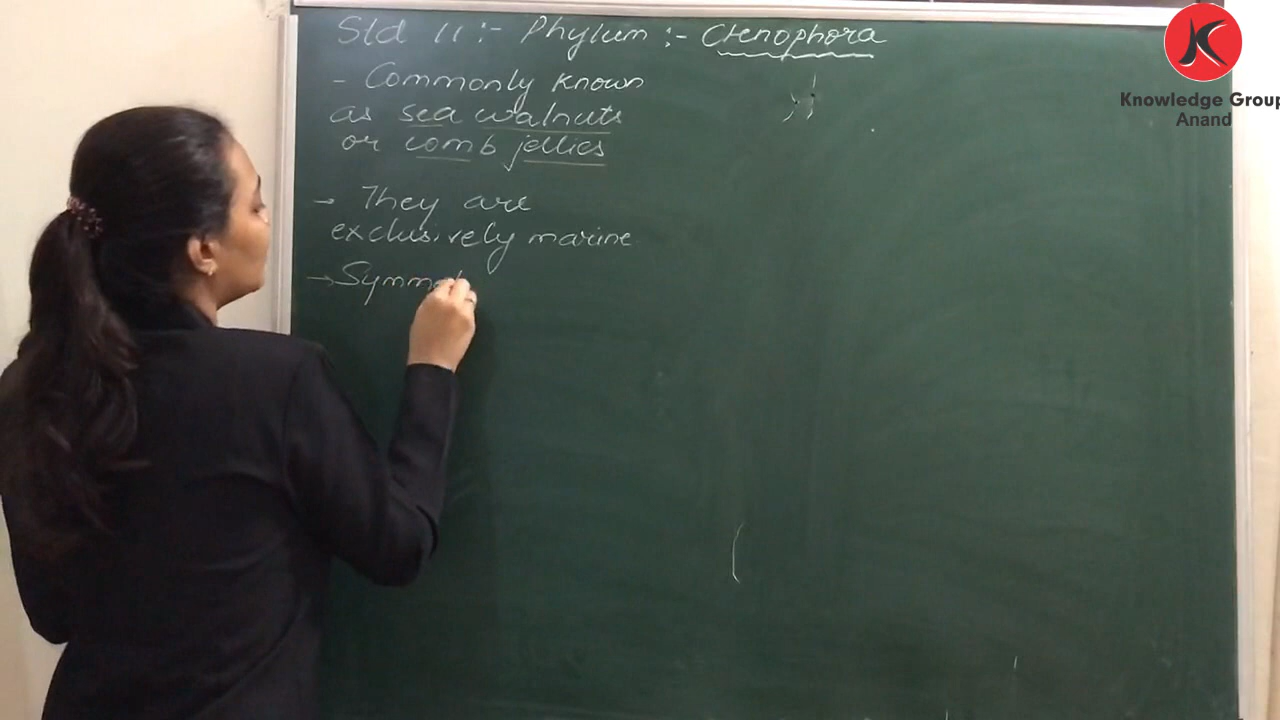 Std 11:- Phylum :- Ctenophora
- Commonly known
as sea walnuts
or comb jellies
→ They are
exclusively marine
→ Symm
Knowledge Group
Anand